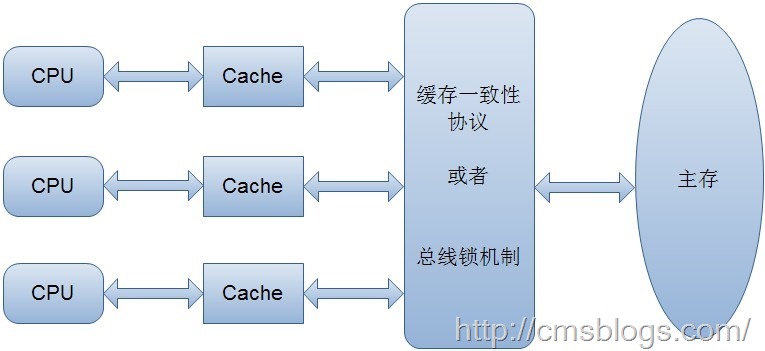 CPU
Cache
CPU
Cache
CPU
Cache
缓存一致性
协议
或者
总线锁机制
主存
http://cmsblogs.com/